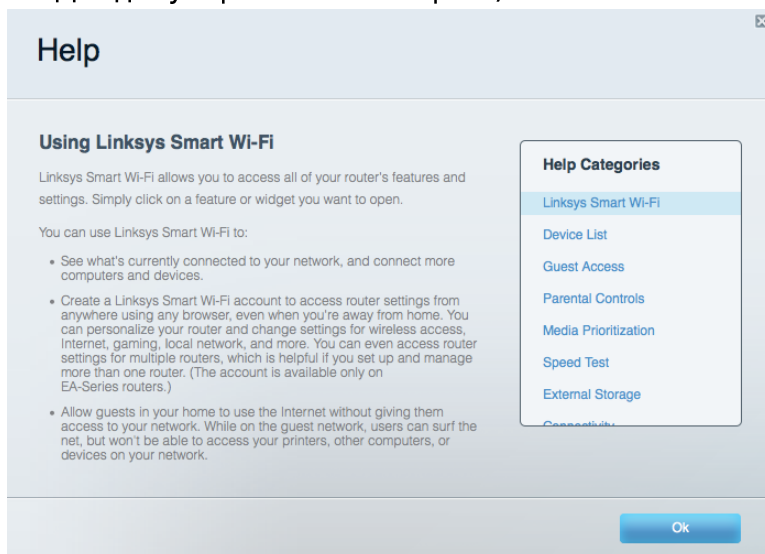 Help
Using Linksys Smart Wi-Fi
Linksys Smart Wi-Fi allows you to access all of your router's features and
settings. Simply click on a feature or widget you want to open.
You can use Linksys Smart Wi-Fi to:
• See what's currently connected to your network, and connect more
computers and devices.
• Create a Linksys Smart Wi-Fi account to access router settings from
anywhere using any browser, even when you're away from home. You
can personalize your router and change settings for wireless access,
Internet, gaming, local network, and more. You can even access router
settings for multiple routers, which is helpful if you set up and manage
more than one router. (The account is available only on
EA-Series routers.)
• Allow guests in your home to use the Internet without giving them
access to your network. While on the guest network, users can surf the
net, but won't be able to access your printers, other computers, or
devices on your network.
Help Categories
Linksys Smart Wi-Fi
Device List
Guest Access
Parental Controls
Media Prioritization
Speed Test
External Storage
Connectivity
Ok